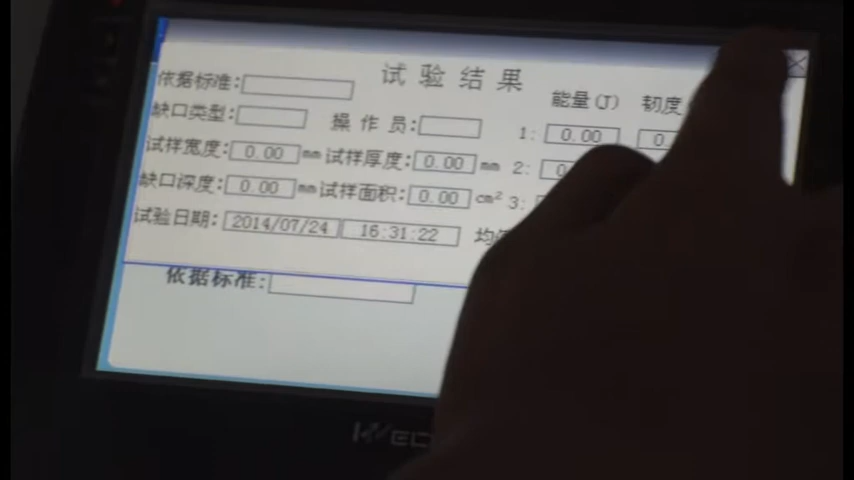 试验结果
依据标准: 能量(J) 韧度
缺口类型: 操作员: 1: 0.00 0.
试样宽度: 0.00 mm 试样厚度: 0.00 mm 2: 0
缺口深度: 0.00 mm 试样面积: 0.00 cm² 3:
试验日期: 2014/07/24 16:31:22 均
依据标准: